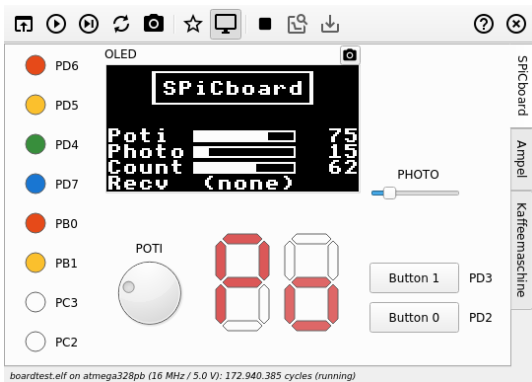 OLED
SPiCboard
Poti 75
Photo 15
Count 62
Recv (none)
PD6
PD5
PD4
PD7
PB0
PB1
PC3
PC2
POTI
Po
PHOTO
Button 1 PD3
Button 0 PD2
SPiCboard
Ampel
Kaffeemaschine
boardtest.elf on atmega328pb (16 MHz / 5.0 V): 172.940.385 cycles (running)